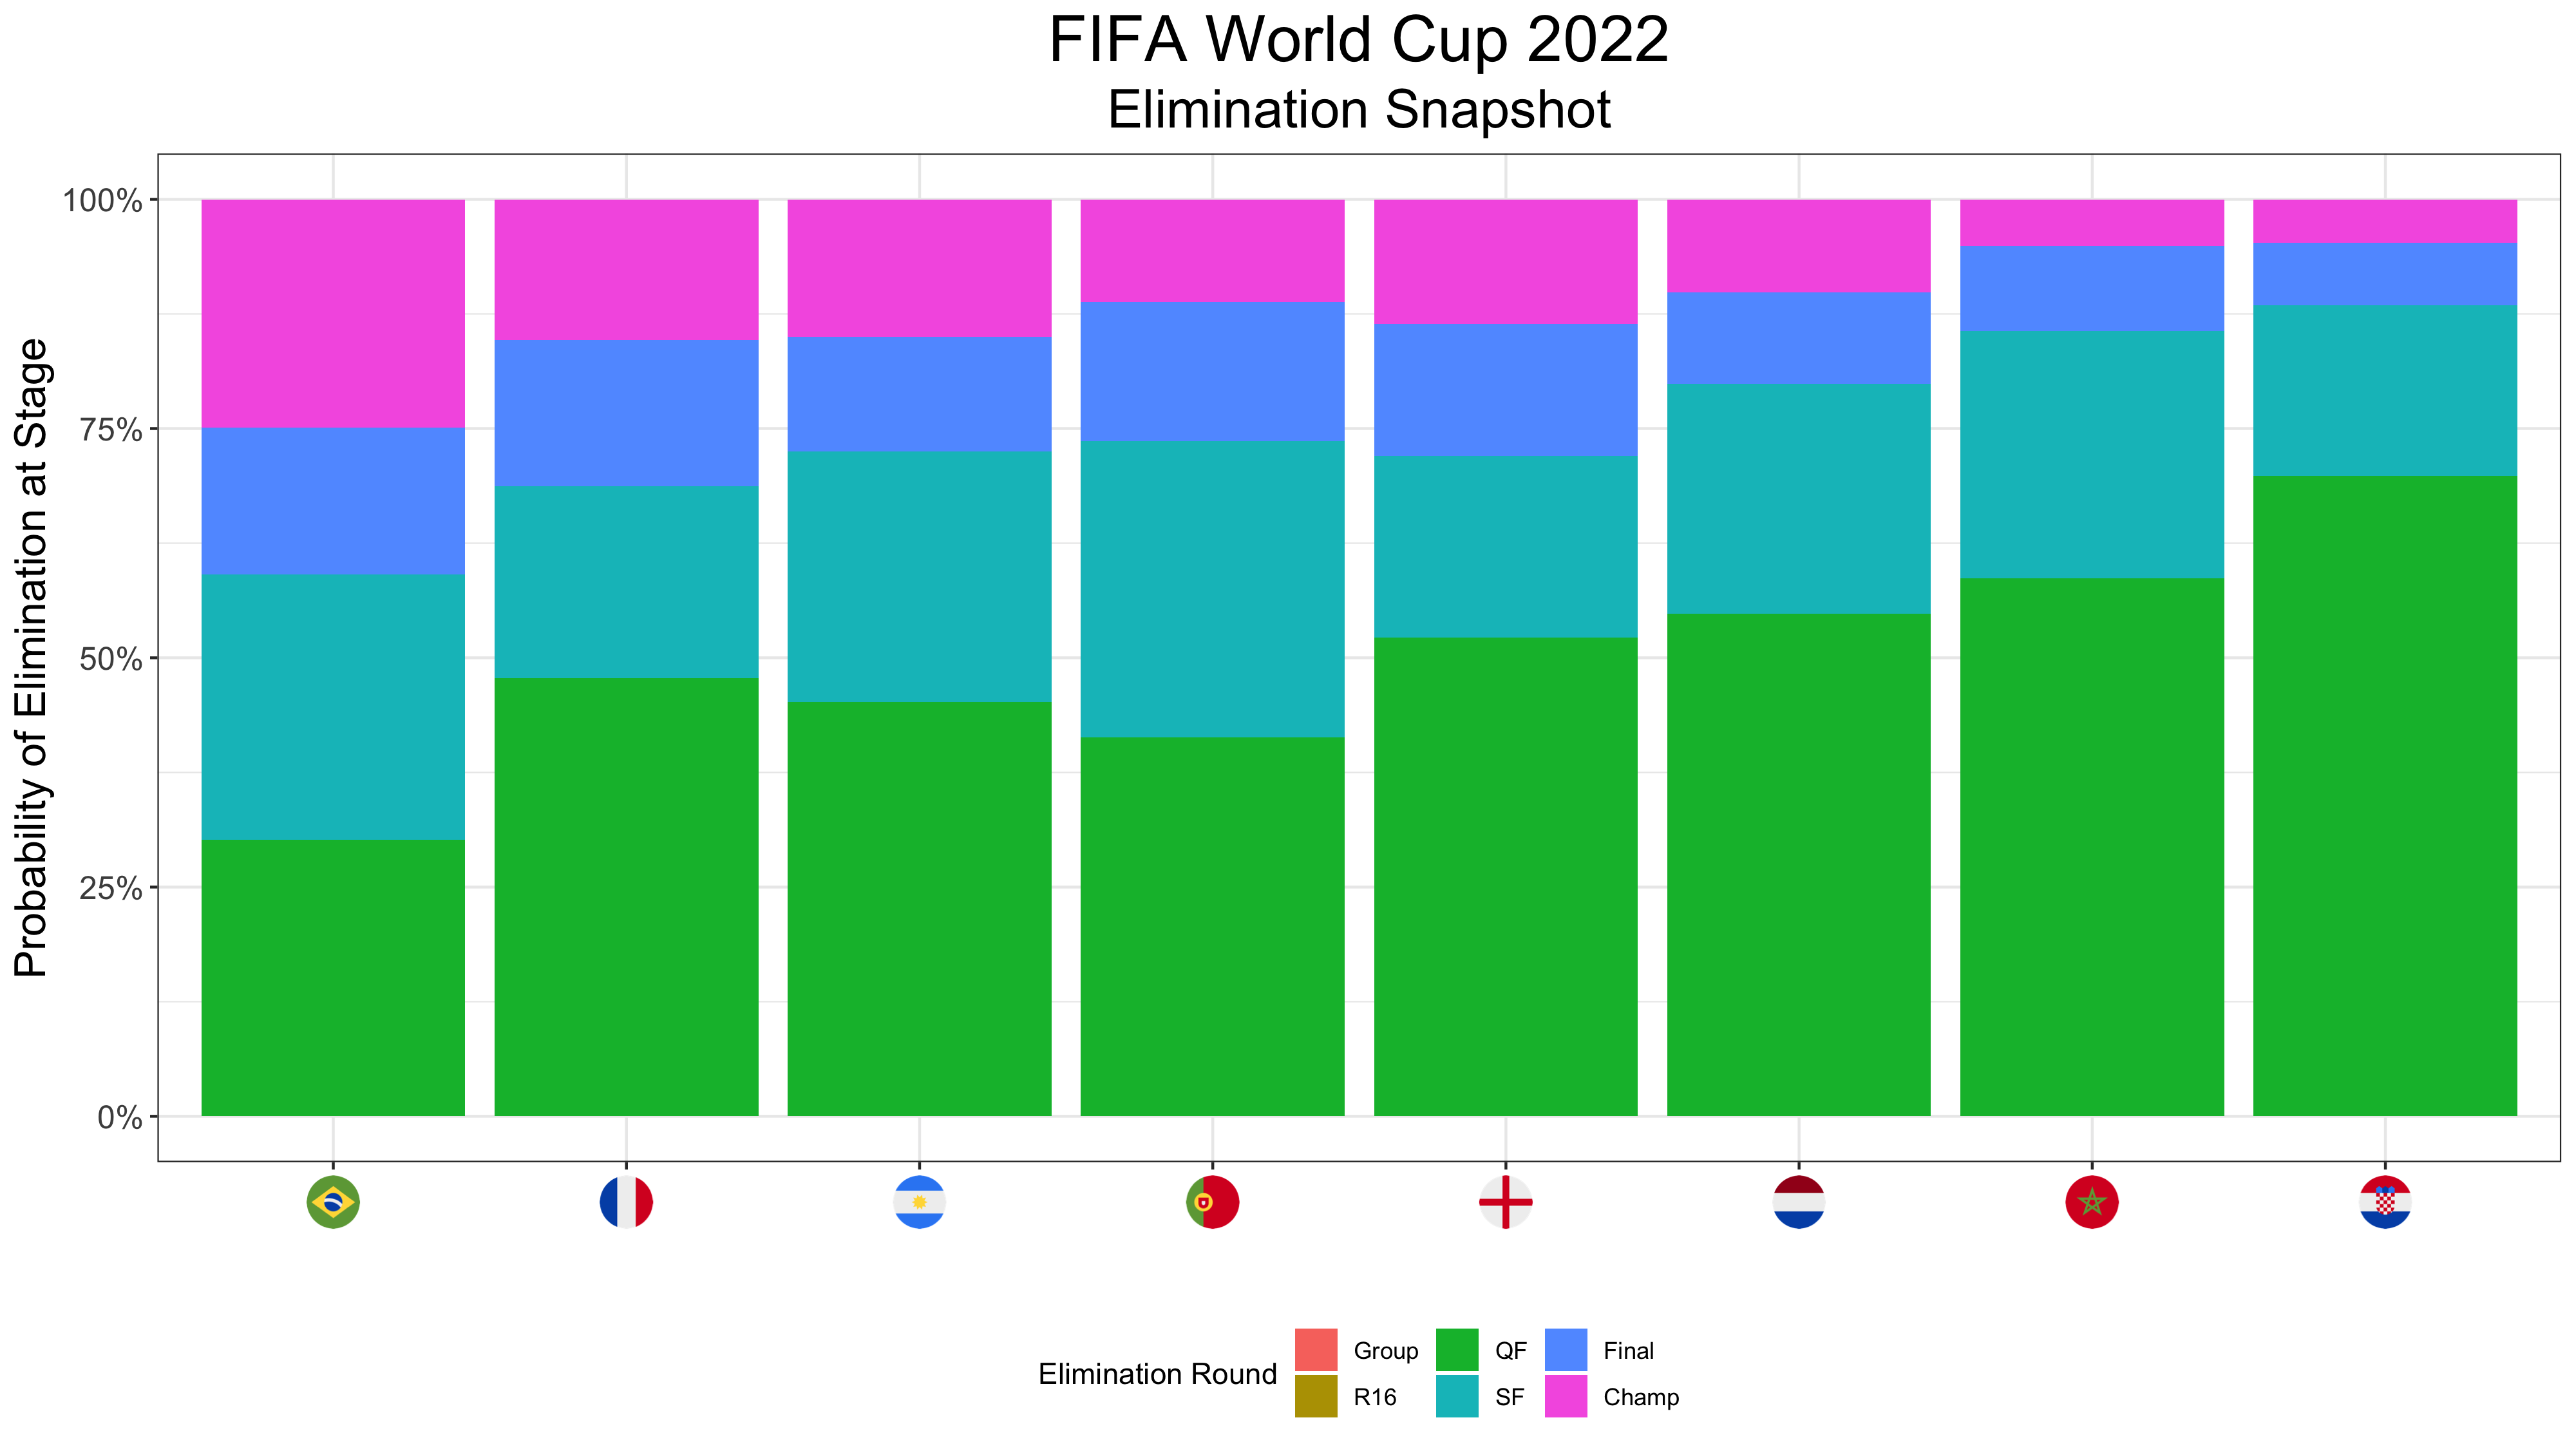 FIFA World Cup 2022
Elimination Snapshot
Probability of Elimination at Stage
100%
75%
50%
25%
0%
Elimination Round
Group
QF
Final
R16
SF
Champ